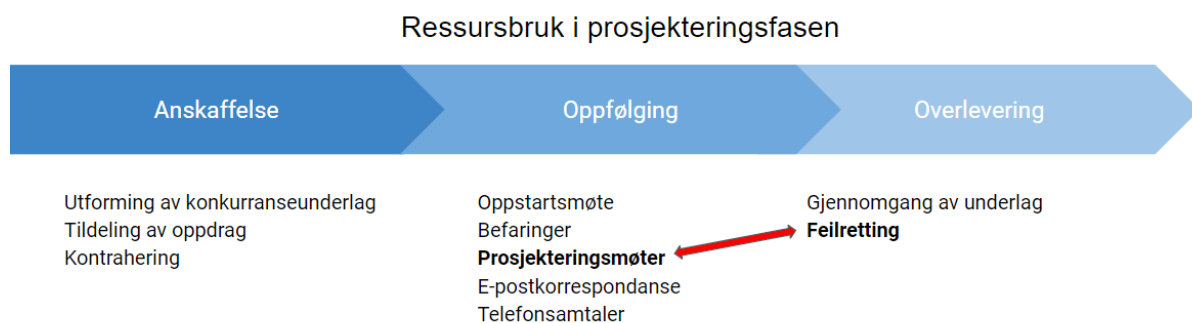 Ressursbruk i prosjekteringsfasen
Anskaffelse
Oppfølging
Overlevering
Utforming av konkurranseunderlag
Tildeling av oppdrag
Kontrahering
Oppstartsmøte
Befaringer
Prosjekteringsmøter
E-postkorrespondanse
Telefonsamtaler
Gjennomgang av underlag
Feilretting